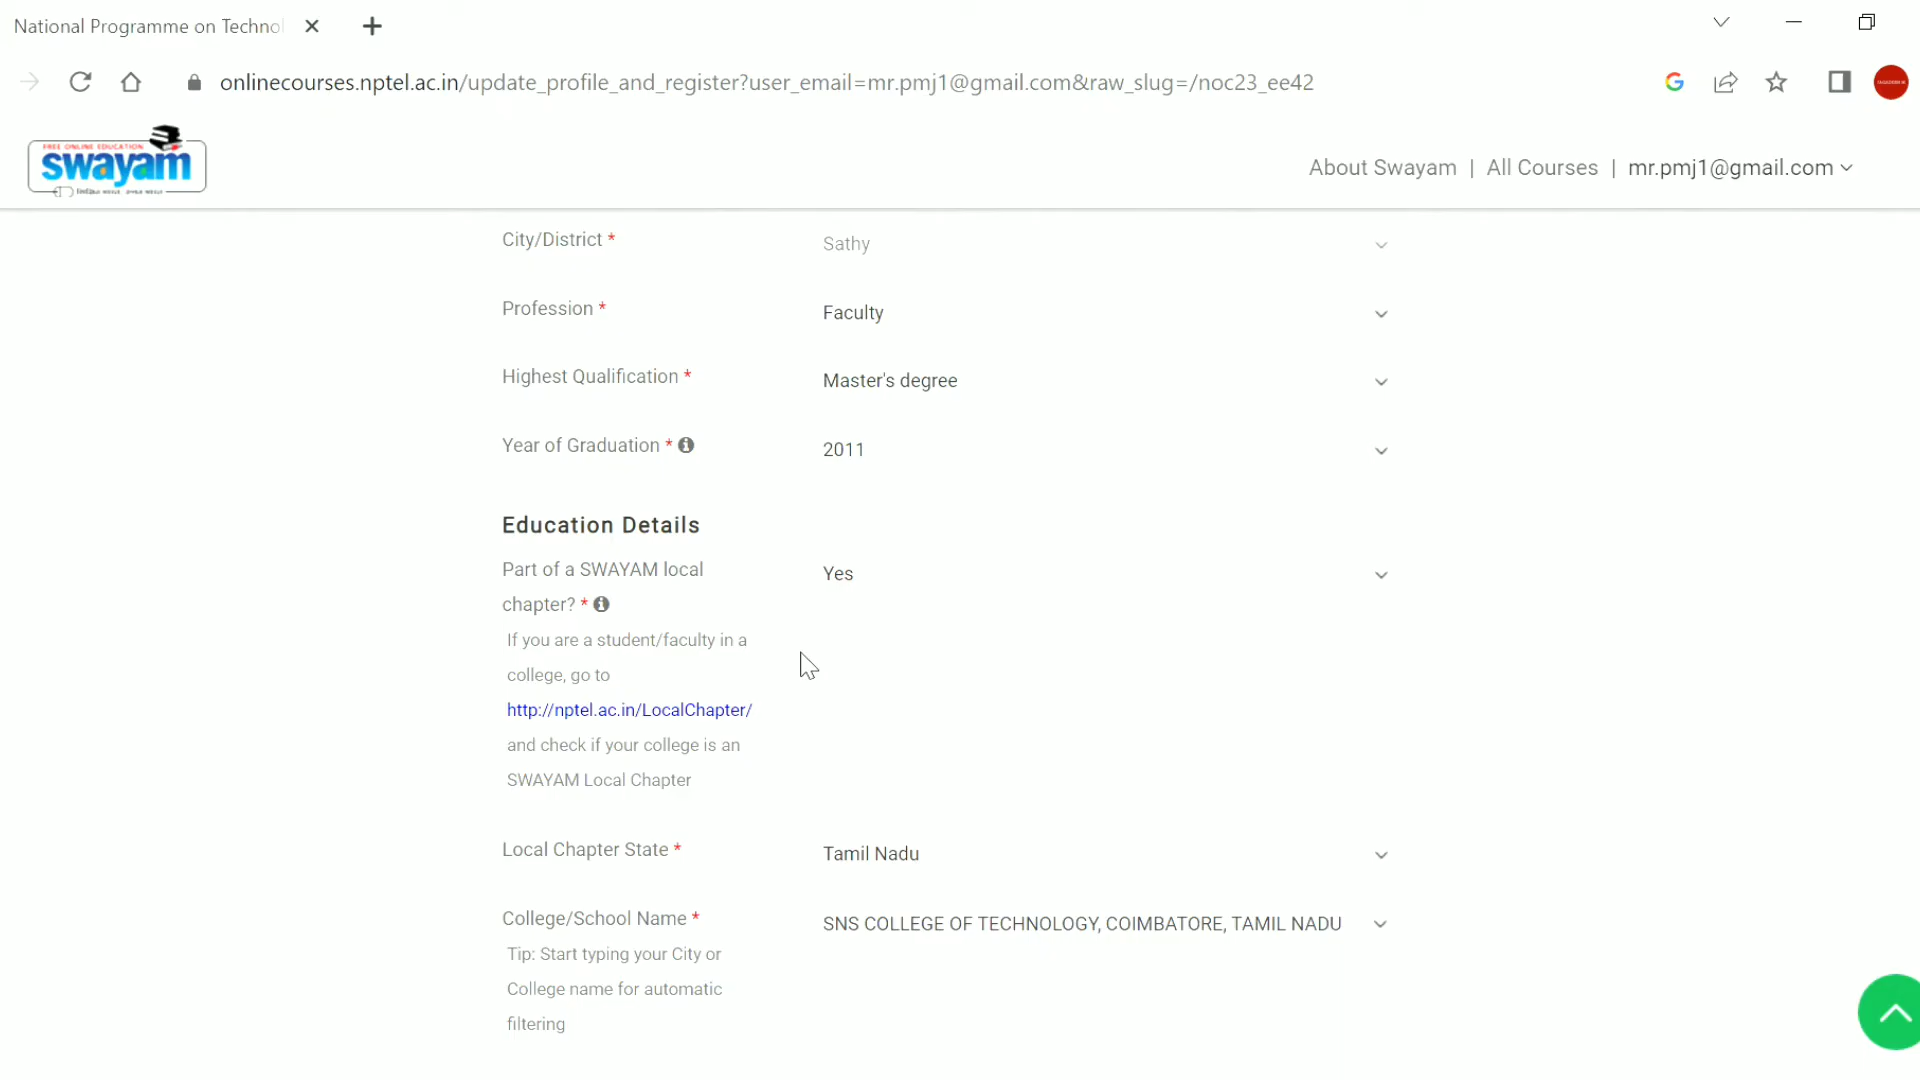 National Programme on Techno
onlinecourses.nptel.ac.in/update_profile_and_register?user_email=mr.pmj1@gmail.com&raw_slug=/noc23_ee42
FREE ONLINE EDUCATION
swayam
About Swayam | All Courses | mr.pmj1@gmail.com
City/District * Sathy
Profession * Faculty
Highest Qualification * Master's degree
Year of Graduation * 2011
Education Details
Part of a SWAYAM local Yes
chapter? *
If you are a student/faculty in a
college, go to
http://nptel.ac.in/LocalChapter/
and check if your college is an
SWAYAM Local Chapter
Local Chapter State * Tamil Nadu
College/School Name * SNS COLLEGE OF TECHNOLOGY, COIMBATORE, TAMIL NADU
Tip: Start typing your City or
College name for automatic
filtering